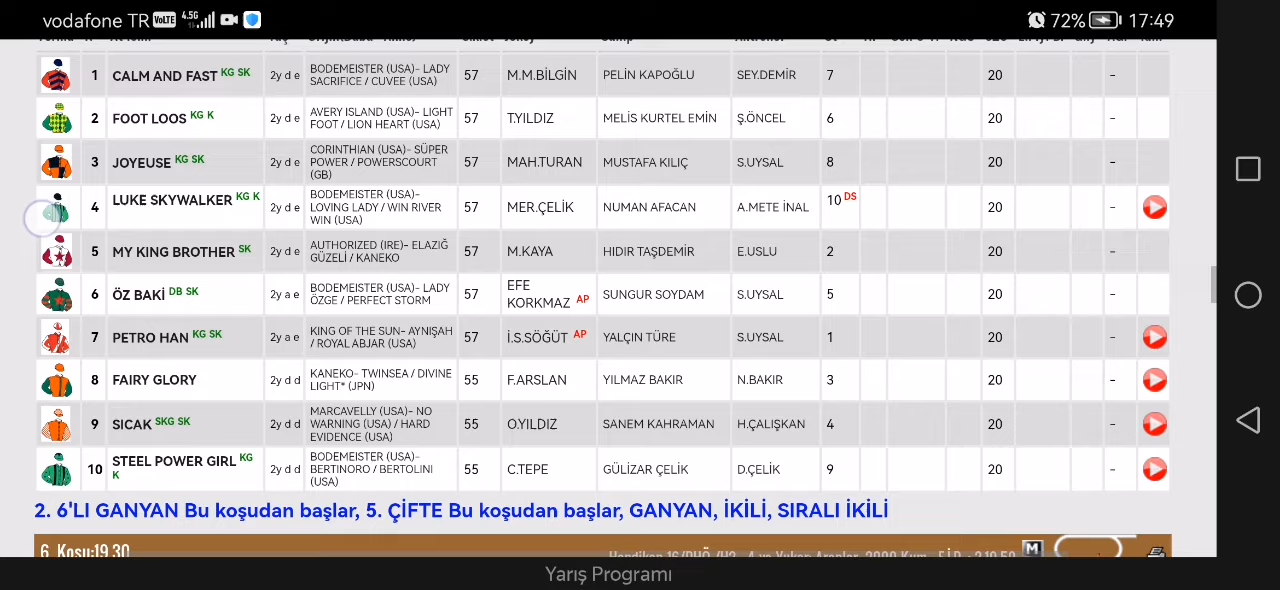 vodafone TR VoLTE 4.5G 72% 17:49
1 CALM AND FAST KG SK 2y d e BODEMEISTER (USA)- LADY SACRIFICE / CUVEE (USA) 57 M.M.BİLGİN PELİN KAPOĞLU SEY.DEMİR 7 20 -
2 FOOT LOOS KG K 2y d e AVERY ISLAND (USA)- LIGHT FOOT / LION HEART (USA) 57 T.YILDIZ MELİS KURTEL EMİN Ş.ÖNCEL 6 20 -
3 JOYEUSE KG SK 2y d e CORINTHIAN (USA)- SÜPER POWER / POWERSCOURT (GB) 57 MAH.TURAN MUSTAFA KILIÇ S.UYSAL 8 20 -
4 LUKE SKYWALKER KG K 2y d e BODEMEISTER (USA)- LOVING LADY / WIN RIVER WIN (USA) 57 MER.ÇELİK NUMAN AFACAN A.METE İNAL 10 DS 20 -
5 MY KING BROTHER SK 2y d e AUTHORIZED (IRE)- ELAZIĞ GÜZELİ / KANEKO 57 M.KAYA HIDIR TAŞDEMİR E.USLU 2 20 -
6 ÖZ BAKİ DB SK 2y a e BODEMEISTER (USA)- LADY ÖZGE / PERFECT STORM 57 EFE KORKMAZ AP SUNGUR SOYDAM S.UYSAL 5 20 -
7 PETRO HAN KG SK 2y a e KING OF THE SUN- AYNIŞAH / ROYAL ABJAR (USA) 57 İ.S.SÖĞÜT AP YALÇIN TÜRE S.UYSAL 1 20 -
8 FAIRY GLORY 2y d d KANEKO- TWINSEA / DIVINE LIGHT* (JPN) 55 F.ARSLAN YILMAZ BAKIR N.BAKIR 3 20 -
9 SICAK SKG SK 2y d d MARCAVELLY (USA)- NO WARNING (USA) / HARD EVIDENCE (USA) 55 O.YILDIZ SANEM KAHRAMAN H.ÇALIŞKAN 4 20 -
10 STEEL POWER GIRL KG K 2y d d BODEMEISTER (USA)- BERTINORO / BERTOLINI (USA) 55 C.TEPE GÜLİZAR ÇELİK D.ÇELİK 9 20 -
2. 6'LI GANYAN Bu koşudan başlar, 5. ÇİFTE Bu koşudan başlar, GANYAN, İKİLİ, SIRALI İKİLİ
6. Koşu:19.30 M
Yarış Programı